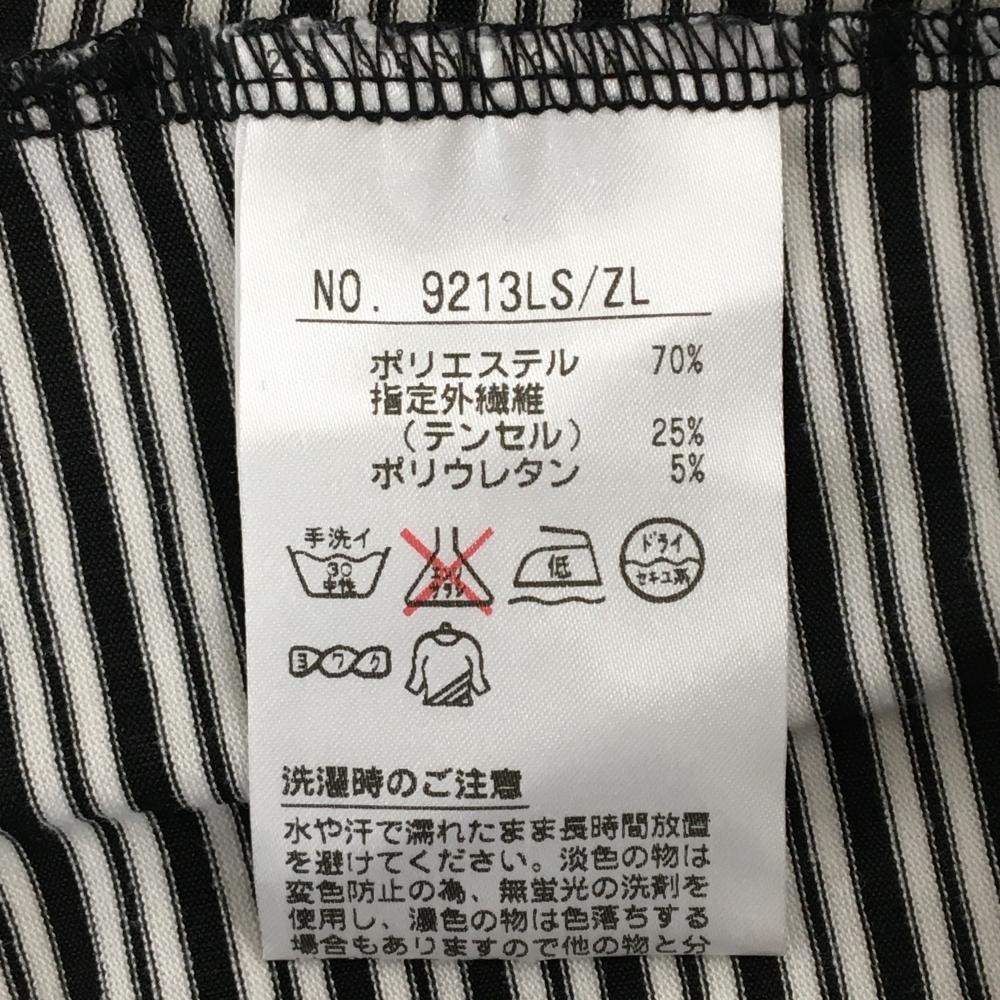 NO. 9213LS/ZL
ポリエステル 70%
指定外繊維
(テンセル) 25%
ポリウレタン 5%
手洗イ
30
中性
エンソ
サラシ
低
ドライ
セキユ系
ヨワク
洗濯時のご注意
水や汗で濡れたまま長時間放置
を避けてください。淡色の物は
変色防止の為、無蛍光の洗剤を
使用し、濃色の物は色落ちする
場合もありますので他の物と分